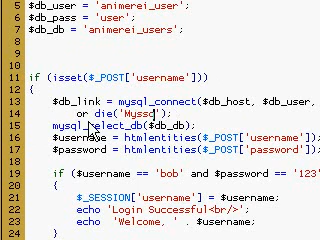 5 $db_user = 'animerei_user';
6 $db_pass = 'user';
7 $db_db = 'animerei_users';
8
9
10
11 if (isset($_POST['username']))
12 {
13 $db_link = mysql_connect($db_host, $db_user,
14 or die('Myssq');
15 mysql_select_db($db_db);
16 $username = htmlentities($_POST['username']);
17 $password = htmlentities($_POST['password']);
18
19 if ($username == 'bob' and $password == '123'
20 {
21 $_SESSION['username'] = $username;
22 echo 'Login Successful<br/>';
23 echo 'Welcome, ' . $username;
24 }